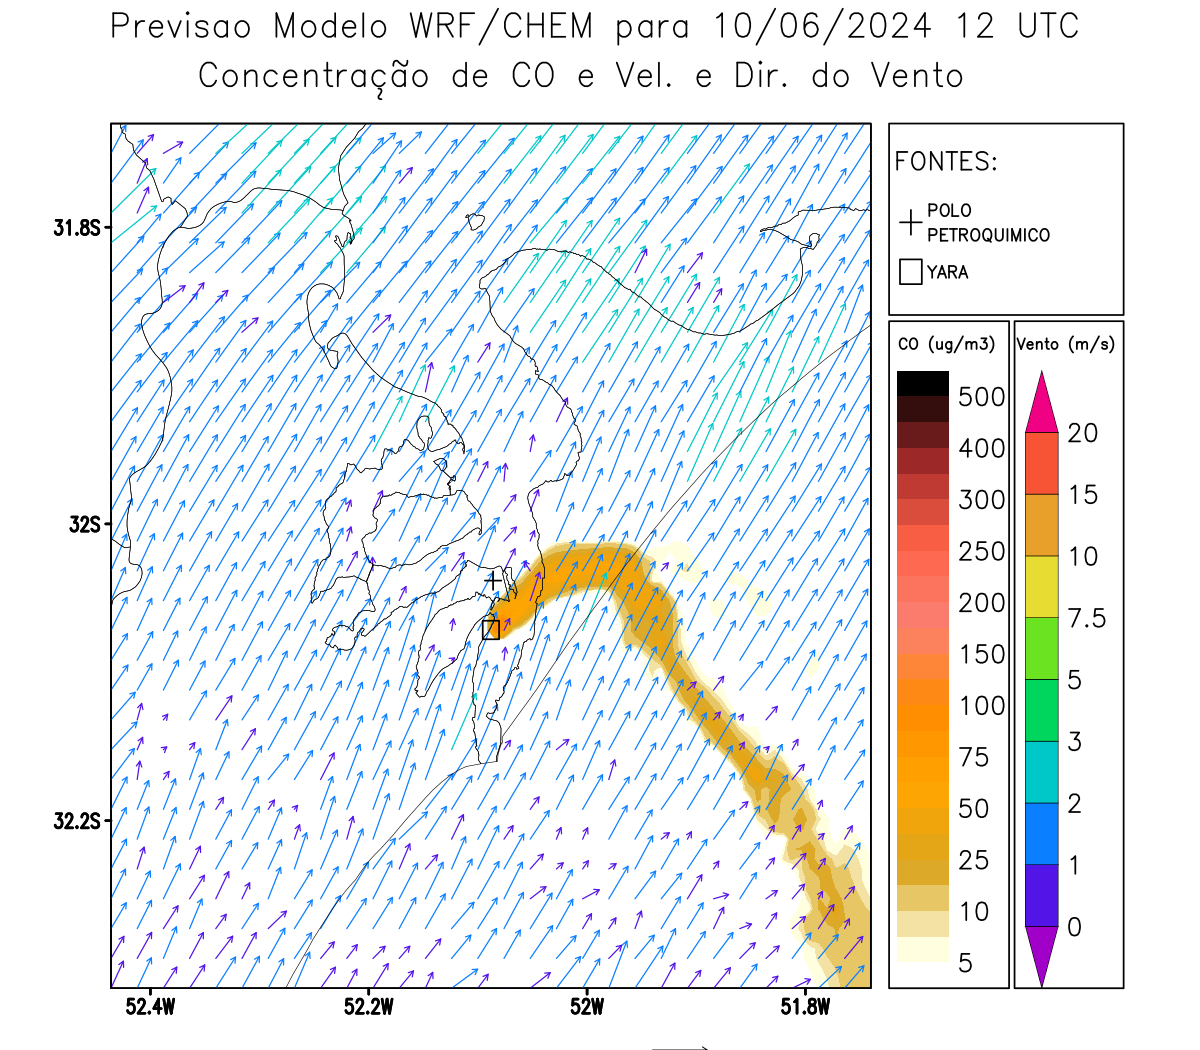 Previsao Modelo WRF/CHEM para 10/06/2024 12 UTC
Concentração de CO e Vel. e Dir. do Vento
FONTES:
POLO
PETROQUIMICO
YARA
CO (ug/m3)
500
400
300
250
200
150
100
75
50
25
10
5
Vento (m/s)
20
15
10
7.5
5
3
2
1
0
31.8S
32S
32.2S
52.4W
52.2W
52W
51.8W